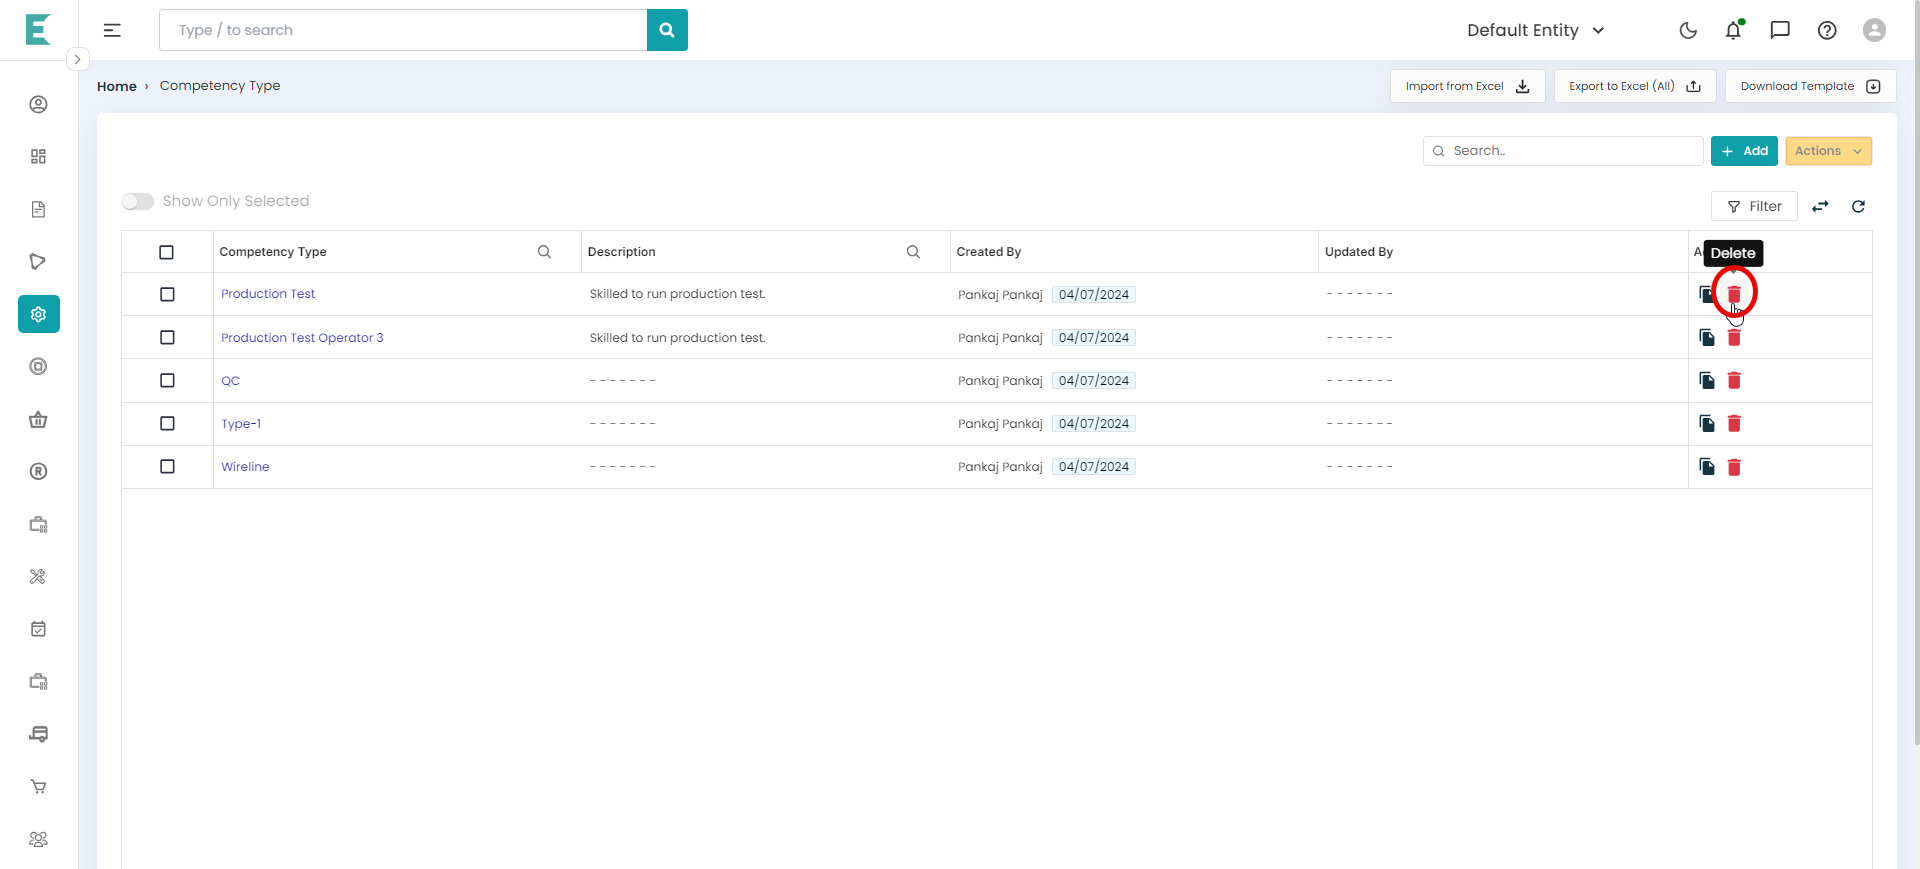 Type / to search
Default Entity
Home › Competency Type
Import from Excel
Export to Excel (All)
Download Template
Search..
+ Add
Actions
Show Only Selected
Filter
Competency Type
Description
Created By
Updated By
Delete
Production Test
Skilled to run production test.
Pankaj Pankaj 04/07/2024
- - - - - - -
Production Test Operator 3
Skilled to run production test.
Pankaj Pankaj 04/07/2024
- - - - - - -
QC
- - - - - - -
Pankaj Pankaj 04/07/2024
- - - - - - -
Type-1
- - - - - - -
Pankaj Pankaj 04/07/2024
- - - - - - -
Wireline
- - - - - - -
Pankaj Pankaj 04/07/2024
- - - - - - -